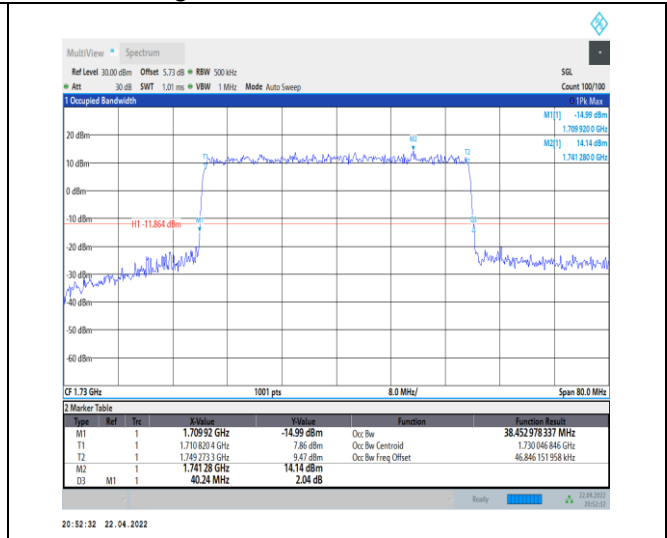 MultiView Spectrum
Ref Level 30.00 dBm Offset 5.73 dB RBW 500 kHz SGL
Att 30 dB SWT 1.01 ms VBW 1 MHz Mode Auto Sweep Count 100/100
1 Occupied Bandwidth 1Pk Max
M1[1] -14.99 dBm
1.709 920 0 GHz
M2[1] 14.14 dBm
1.741 280 0 GHz
20 dBm
M2
T1
T2
10 dBm
0 dBm
-10 dBm
H1 -11.864 dBm
M1
D3
-20 dBm
-30 dBm
-40 dBm
-50 dBm
-60 dBm
CF 1.73 GHz 1001 pts 8.0 MHz/ Span 80.0 MHz
2 Marker Table
Type Ref Trc X-Value Y-Value Function Function Result
M1 1 1.709 92 GHz -14.99 dBm Occ Bw 38.452 978 337 MHz
T1 1 1.710 820 4 GHz 7.86 dBm Occ Bw Centroid 1.730 046 846 GHz
T2 1 1.749 273 3 GHz 9.47 dBm Occ Bw Freq Offset 46.846 151 958 kHz
M2 1 1.741 28 GHz 14.14 dBm
D3 M1 1 40.24 MHz 2.04 dB
Ready 22.04.2022
20:52:32
20:52:32 22.04.2022